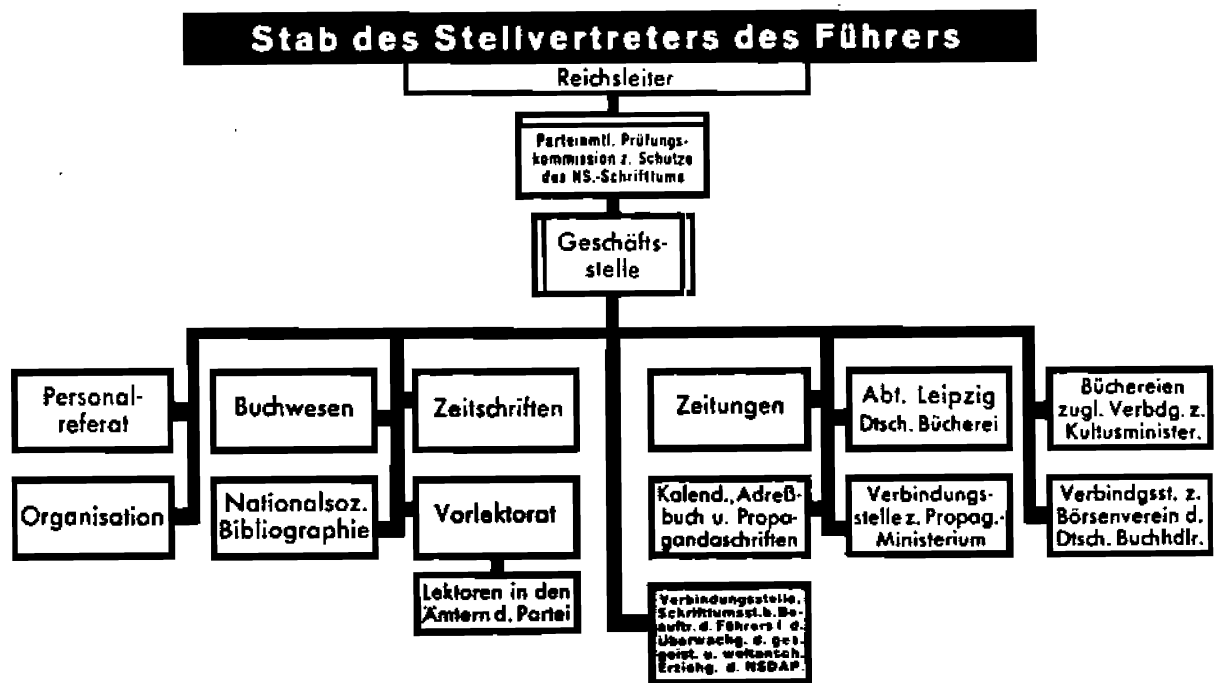 Stab des Stellvertreters des Führers
Reichsleiter
Parteiamtl. Prüfungs-
kommission z. Schutze
des NS.-Schrifttums
Geschäfts-
stelle
Personal-
referat
Buchwesen
Zeitschriften
Zeitungen
Abt. Leipzig
Dtsch. Bücherei
Büchereien
zugl. Verbdg. z.
Kultusminister.
Organisation
Nationalsoz.
Bibliographie
Vorlektorat
Kalend., Adreß-
buch u. Propa-
gandaschriften
Verbindungs-
stelle z. Propag.-
Ministerium
Verbindgsst. z.
Börsenverein d.
Dtsch. Buchhdlr.
Lektoren in den
Ämtern d. Partei
Verbindungsstelle.
Schrifttumsst. b. Be-
auftr. d. Führers f. d.
Überwachg. d. ges.
geist. u. weltansch.
Erziehg. d. NSDAP.